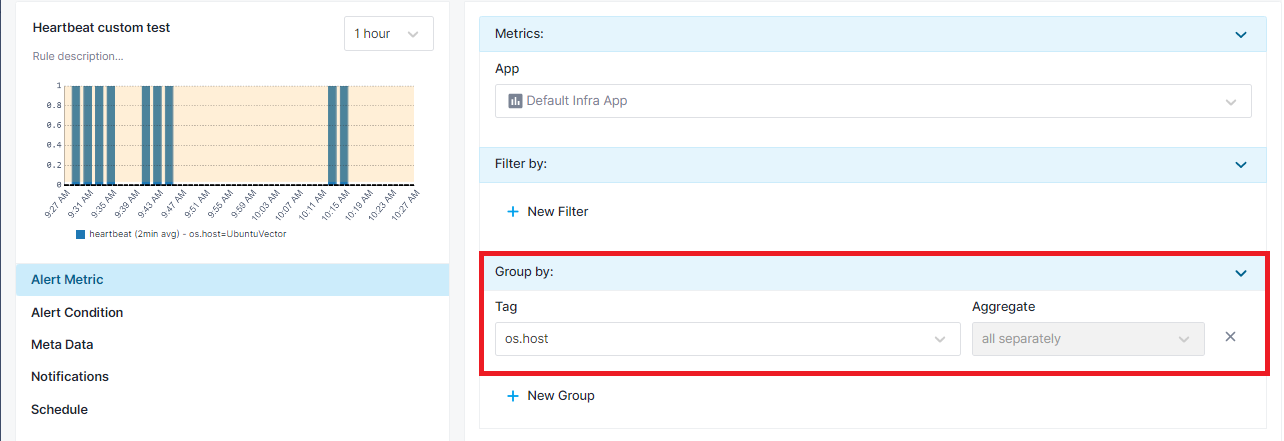 Heartbeat custom test
1 hour
Rule description...
1
0.8
0.6
0.4
0.2
0
9:27 AM
9:31 AM
9:35 AM
9:39 AM
9:43 AM
9:47 AM
9:51 AM
9:55 AM
9:59 AM
10:03 AM
10:07 AM
10:11 AM
10:15 AM
10:19 AM
10:23 AM
10:27 AM
heartbeat (2min avg) - os.host=UbuntuVector
Alert Metric
Alert Condition
Meta Data
Notifications
Schedule
Metrics:
App
Default Infra App
Filter by:
+ New Filter
Group by:
Tag Aggregate
os.host all separately
+ New Group